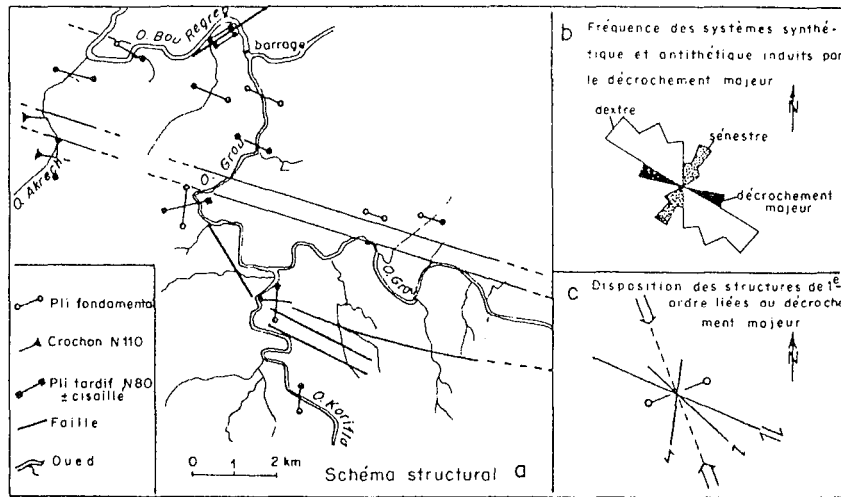 O. Bou Regreg
barrage
O. Grou
O. Akrech
O. Grou
O. Korifla
Pli fondamental
Crochon N110
Pli tardif N80
± cisaillé
Faille
Oued
0 1 2 km
Schéma structural a
b Fréquence des systèmes synthé-
tique et antithétique induits par
le décrochement majeur
N
dextre
sénestre
décrochement
majeur
c Disposition des structures de 1e
ordre liées au décroche
ment majeur
N